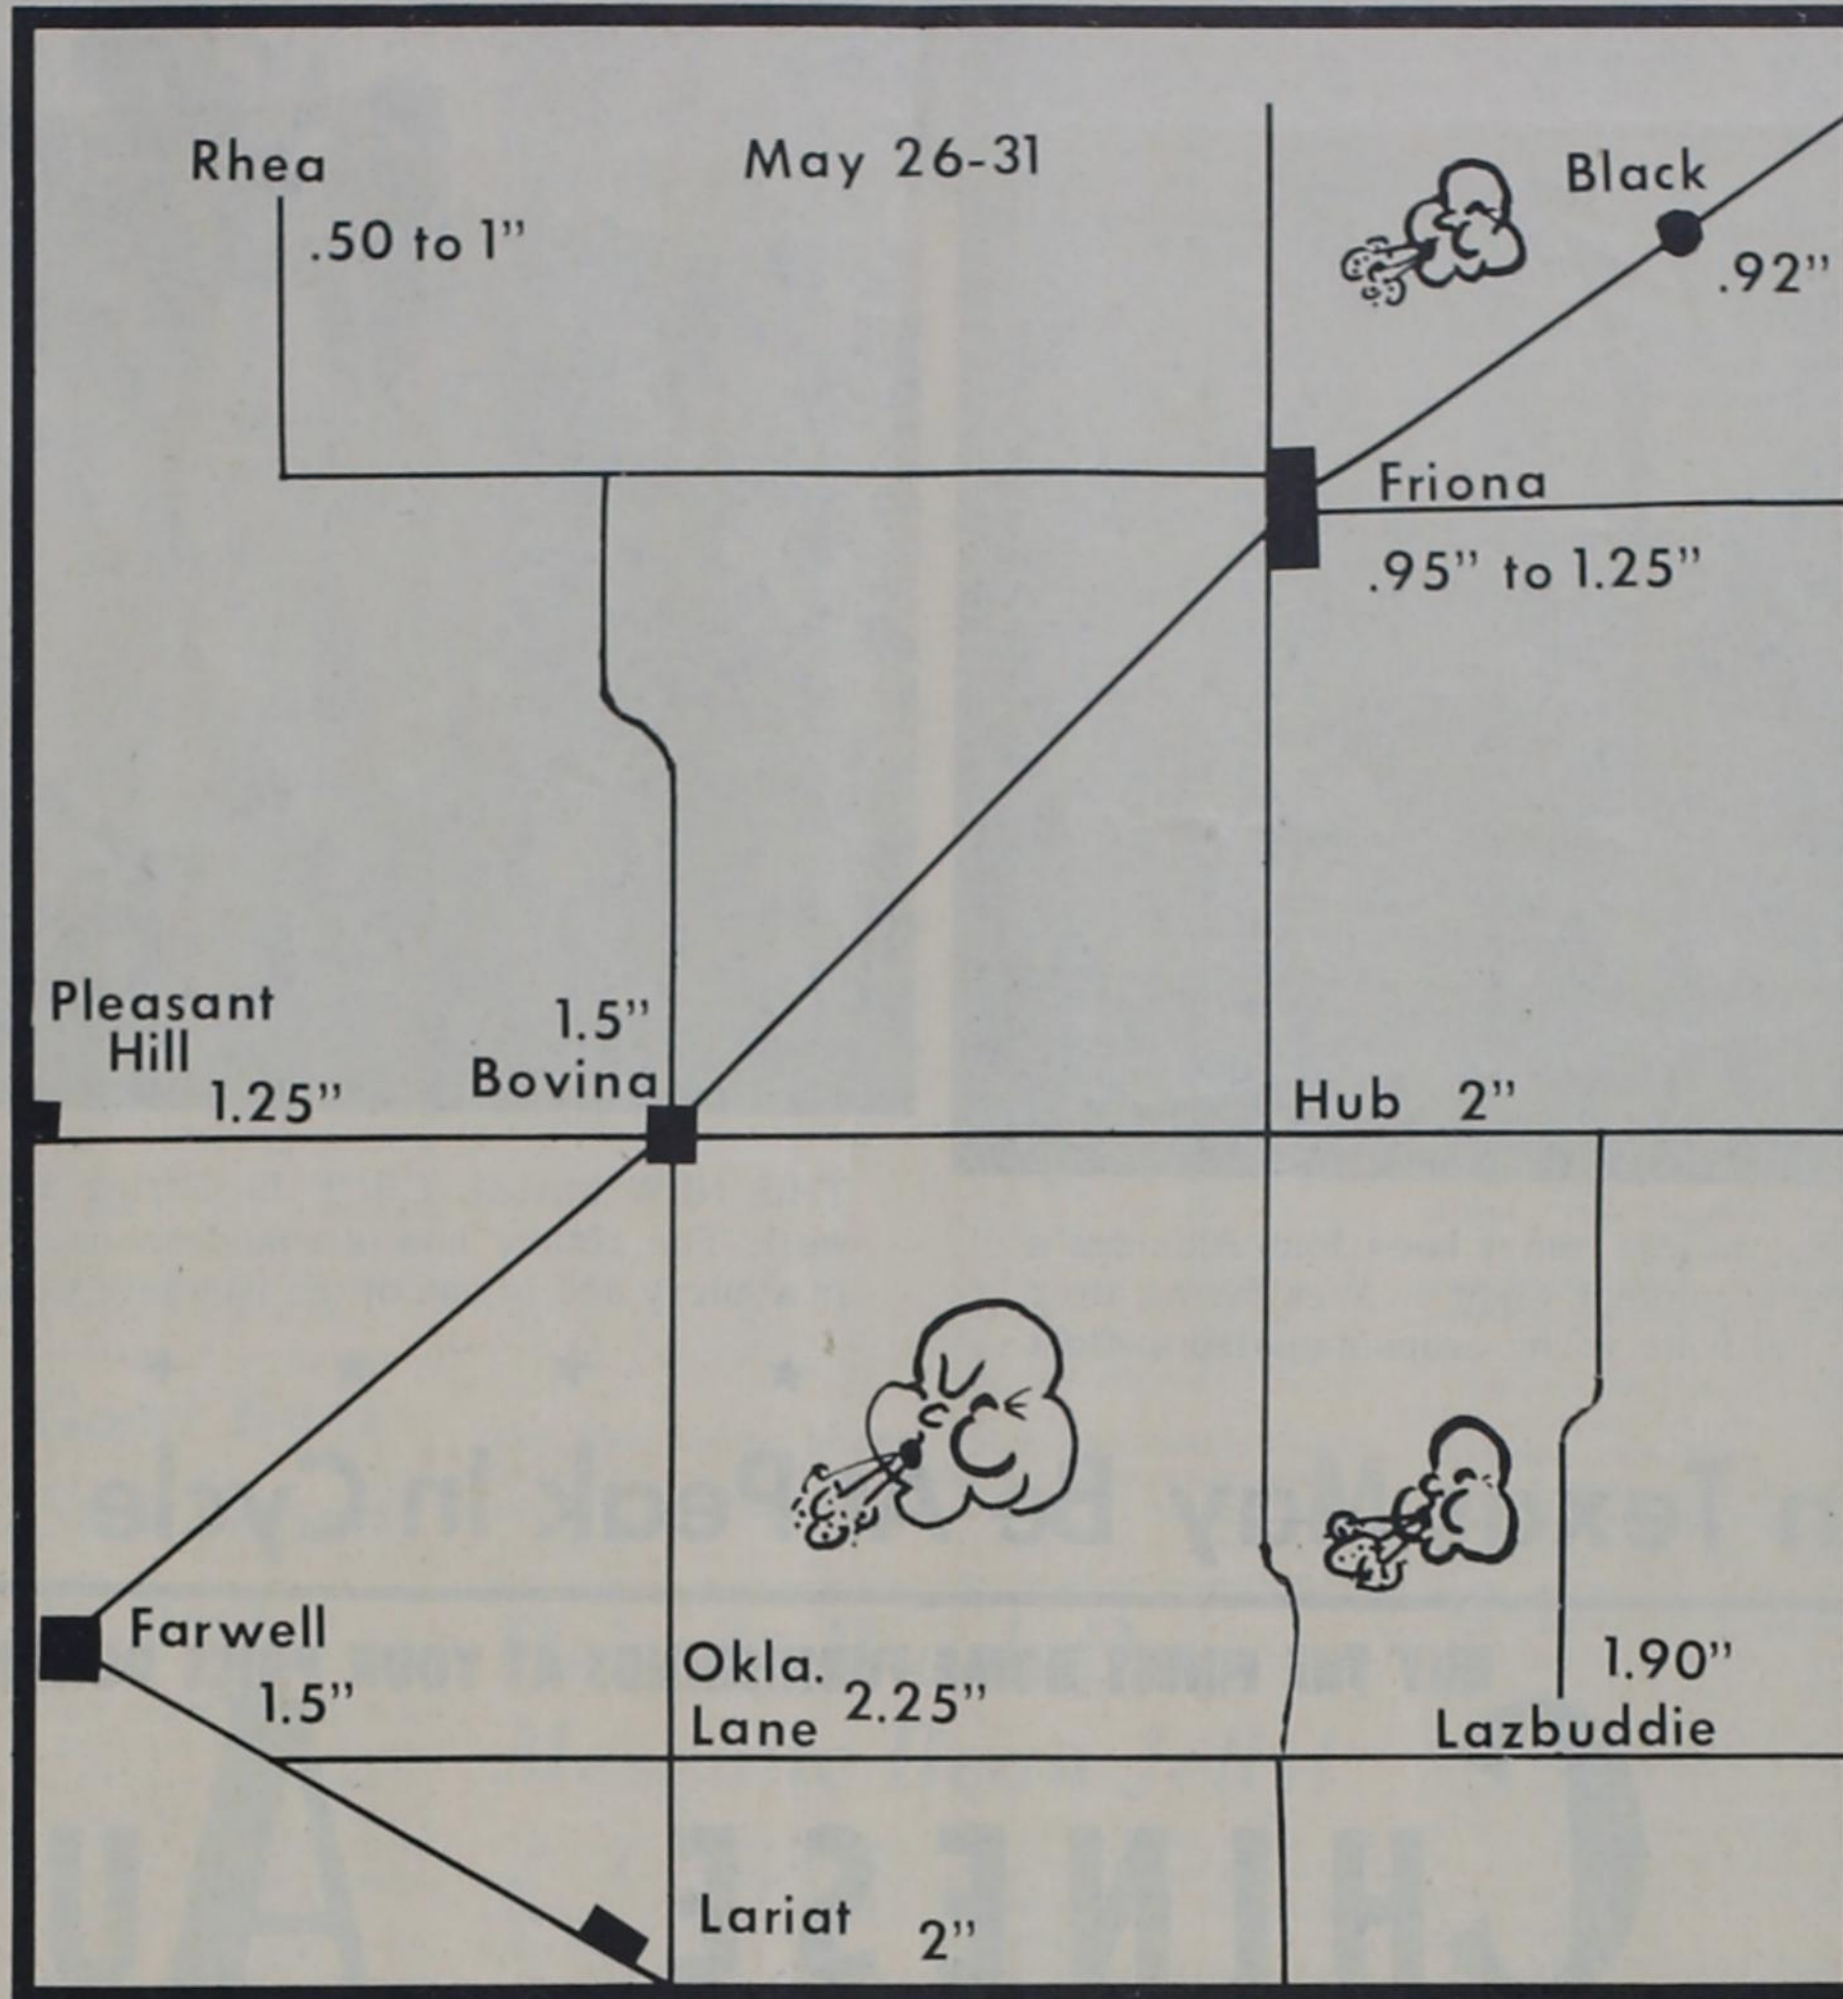 Rhea
May 26-31
Black
.50 to 1”
.92”
Friona
.95” to 1.25”
Pleasant
Hill
1.25”
1.5”
Bovina
Hub 2”
Farwell
1.5”
Okla.
Lane 2.25”
1.90”
Lazbuddie
Lariat 2”